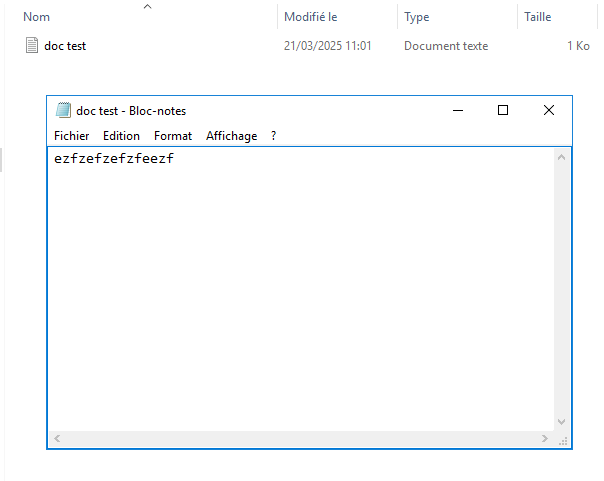 Nom Modifié le Type Taille
doc test 21/03/2025 11:01 Document texte 1 Ko
doc test - Bloc-notes
Fichier Edition Format Affichage ?
ezfzefzefzfeezf